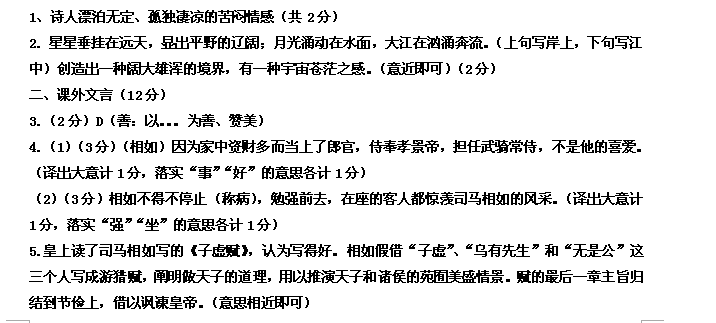 1、诗人漂泊无定、孤独凄凉的苦闷情感（共 2分）
2. 星星垂挂在远天，显出平野的辽阔；月光涌动在水面，大江在汹涌奔流。（上句写岸上，下句写江
中）创造出一种阔大雄浑的境界，有一种宇宙苍茫之感。（意近即可）（2分）
二、课外文言（12分）
3.（2分）D（善：以... 为善、赞美）
4.（1）（3分）（相如）因为家中资财多而当上了郎官，侍奉孝景帝，担任武骑常侍，不是他的喜爱。
（译出大意计 1分，落实“事”“好”的意思各计 1分）
（2）（3分）相如不得不停止（称病），勉强前去，在座的客人都惊羡司马相如的风采。（译出大意计
1分，落实“强”“坐”的意思各计 1分）
5.皇上读了司马相如写的《子虚赋》，认为写得好。相如假借“子虚”、“乌有先生”和“无是公”这
三个人写成游猎赋，阐明做天子的道理，用以推演天子和诸侯的苑囿美盛情景。赋的最后一章主旨归
结到节俭上，借以讽谏皇帝。（意思相近即可）